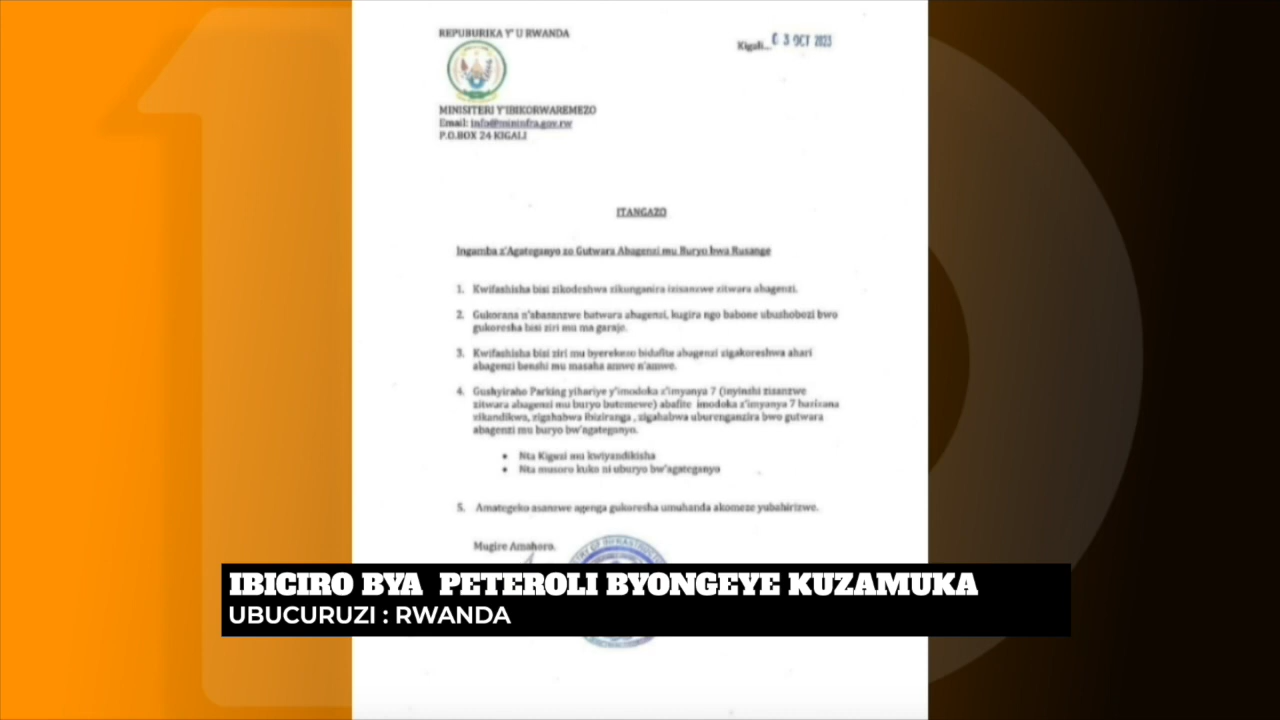 REPUBURIKA Y' U RWANDA
Kigali... 0 3 OCT 2023
MINISITERI Y'IBIKORWAREMEZO
Email: info@mininfra.gov.rw
P.O.BOX 24 KIGALI
ITANGAZO
Ingamba z'Agateganyo zo Gutwara Abagenzi mu Buryo bwa Rusange
1. Kwifashisha bisi zikodeshwa zikunganira izisanzwe zitwara abagenzi.
2. Gukorana n'abasanzwe batwara abagenzi, kugira ngo babone ubushobozi bwo
gukoresha bisi ziri mu ma garaje.
3. Kwifashisha bisi ziri mu byerekezo bidafite abagenzi zigakoreshwa ahari
abagenzi benshi mu masaha amwe n'amwe.
4. Gushyiraho Parking yihariye y'imodoka z'imyanya 7 (inyinshi zisanzwe
zitwara abagenzi mu buryo butemewe) abafite imodoka z'imyanya 7 bazisana
zikandikwa, zigahabwa ibiziranga , zigahabwa uburenganzira bwo gutwara
abagenzi mu buryo bw'agateganyo.
• Nta Kiguzi mu kwiyandikisha
• Nta musoro kuko ni uburyo bw'agateganyo
5. Amategeko asanzwe agenga gukoresha umuhanda akomeze yubahirizwe.
Mugire Amahoro.
IBICIRO BYA PETEROLI BYONGEYE KUZAMUKA
UBUCURUZI : RWANDA